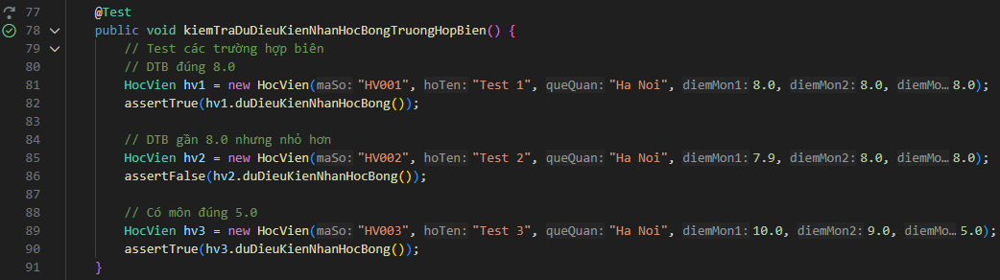 77 @Test
78 public void kiemTraDuDieuKienNhanHocBongTruongHopBien() {
79 // Test các trường hợp biên
80 // DTB đúng 8.0
81 HocVien hv1 = new HocVien(maSo: "HV001", hoTen: "Test 1", queQuan: "Ha Noi", diemMon1: 8.0, diemMon2: 8.0, diemMo…: 8.0);
82 assertTrue(hv1.duDieuKienNhanHocBong());
83
84 // DTB gần 8.0 nhưng nhỏ hơn
85 HocVien hv2 = new HocVien(maSo: "HV002", hoTen: "Test 2", queQuan: "Ha Noi", diemMon1: 7.9, diemMon2: 8.0, diemMo…: 8.0);
86 assertFalse(hv2.duDieuKienNhanHocBong());
87
88 // Có môn đúng 5.0
89 HocVien hv3 = new HocVien(maSo: "HV003", hoTen: "Test 3", queQuan: "Ha Noi", diemMon1: 10.0, diemMon2: 9.0, diemMo…: 5.0);
90 assertTrue(hv3.duDieuKienNhanHocBong());
91 }